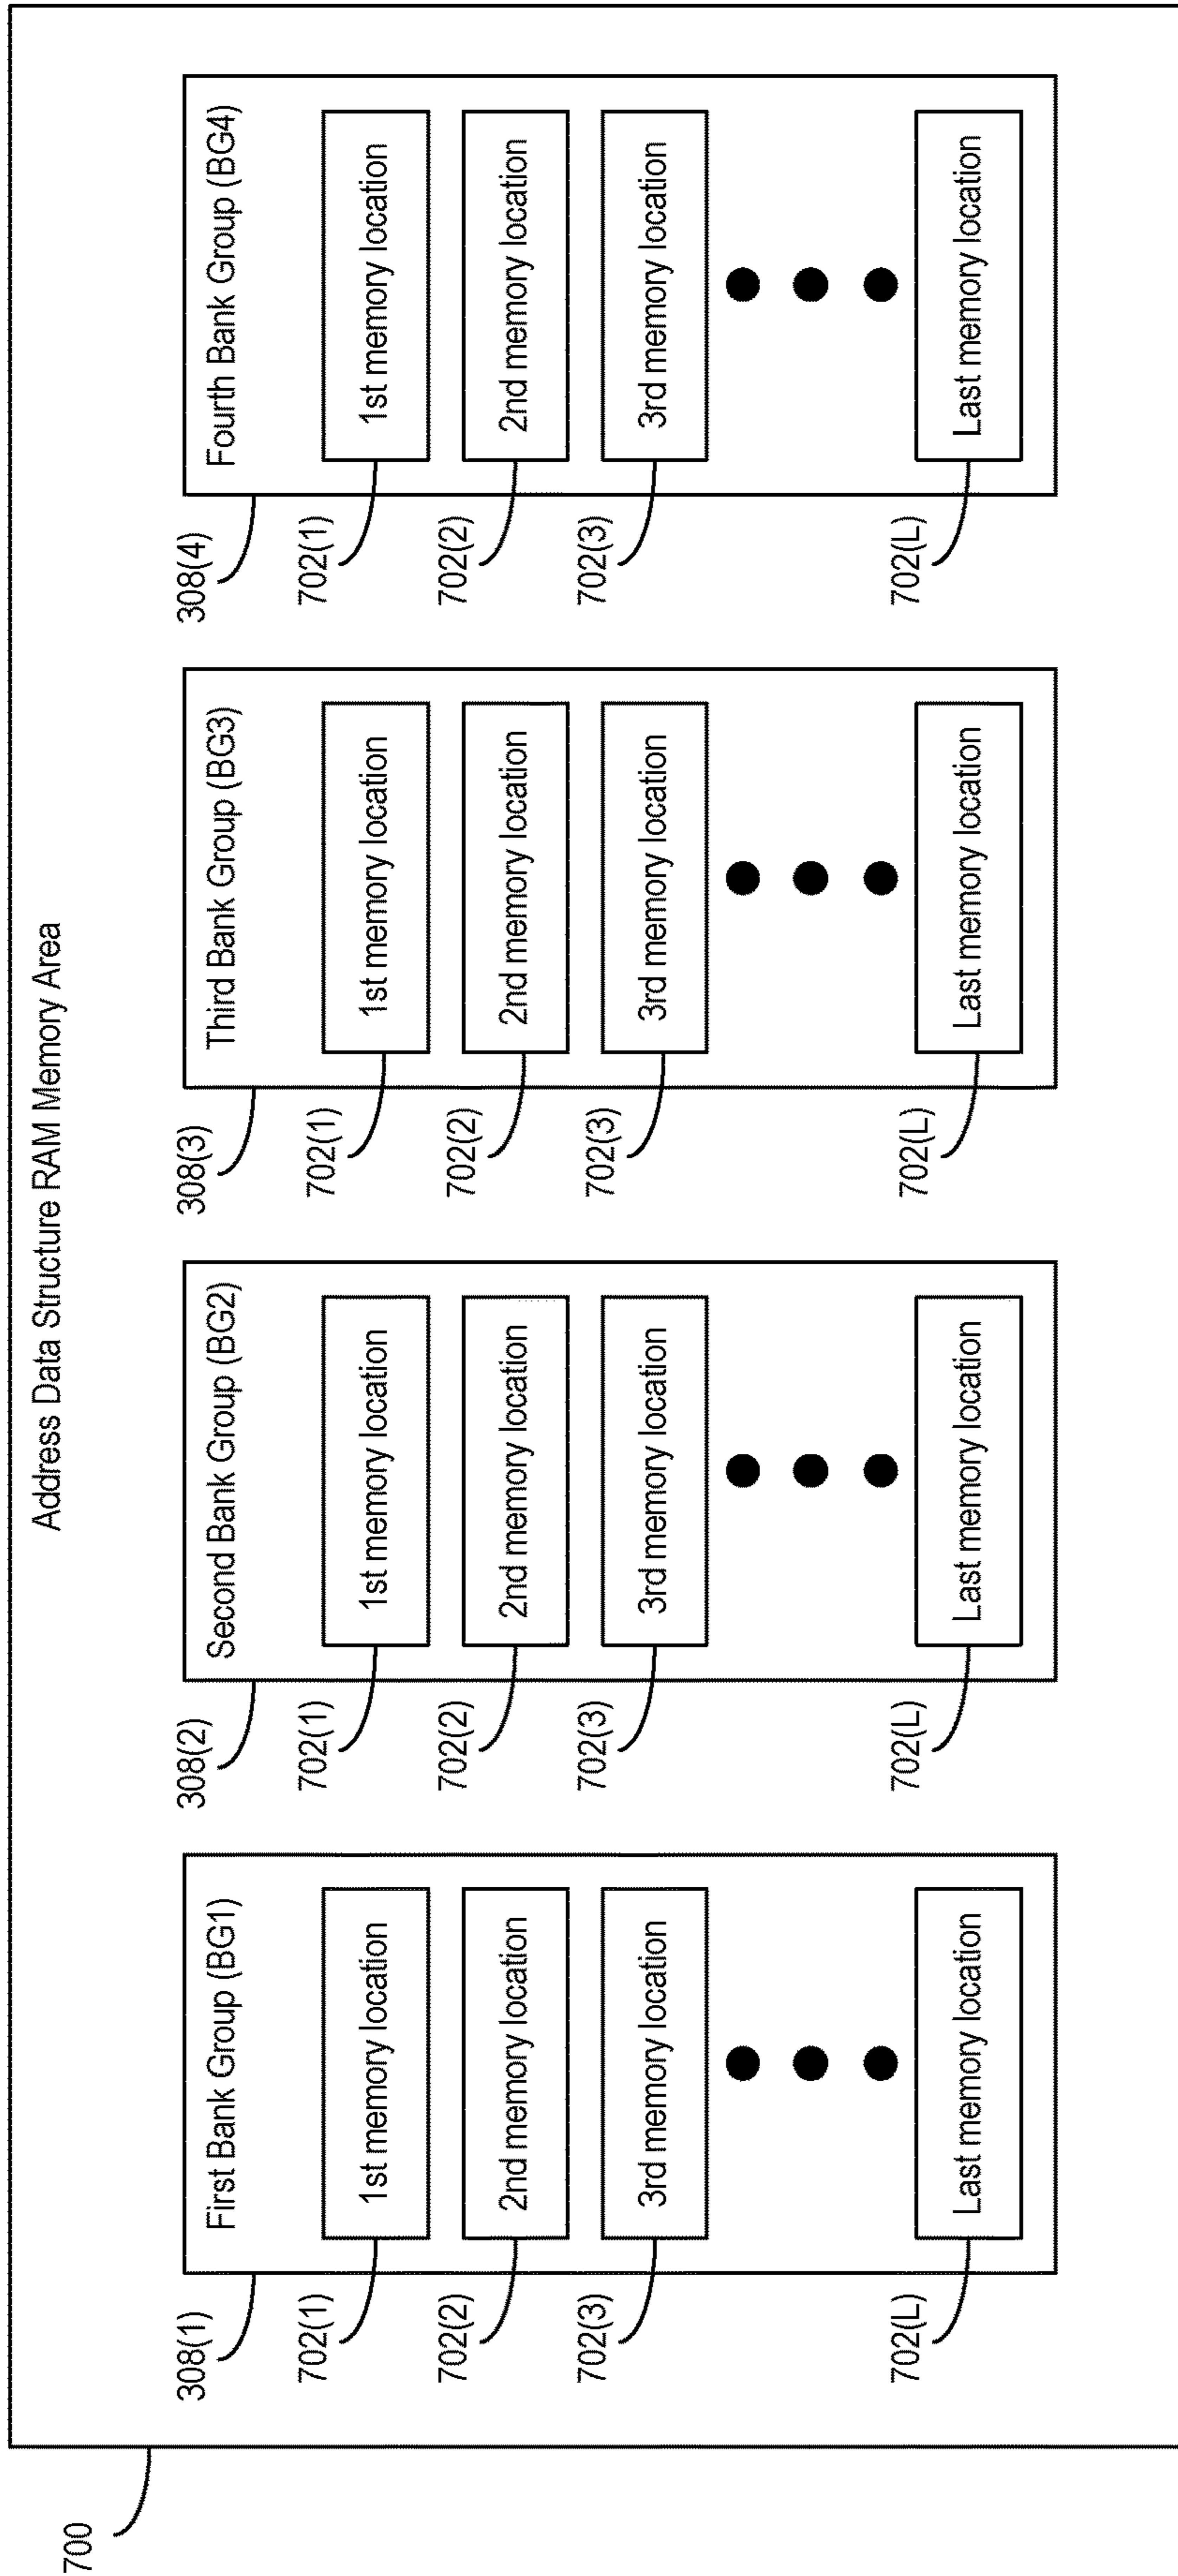 Address Data Structure RAM Memory Area
700
308(1)
First Bank Group (BG1)
702(1)
1st memory location
702(2)
2nd memory location
702(3)
3rd memory location
702(L)
Last memory location
308(2)
Second Bank Group (BG2)
702(1)
1st memory location
702(2)
2nd memory location
702(3)
3rd memory location
702(L)
Last memory location
308(3)
Third Bank Group (BG3)
702(1)
1st memory location
702(2)
2nd memory location
702(3)
3rd memory location
702(L)
Last memory location
308(4)
Fourth Bank Group (BG4)
702(1)
1st memory location
702(2)
2nd memory location
702(3)
3rd memory location
702(L)
Last memory location